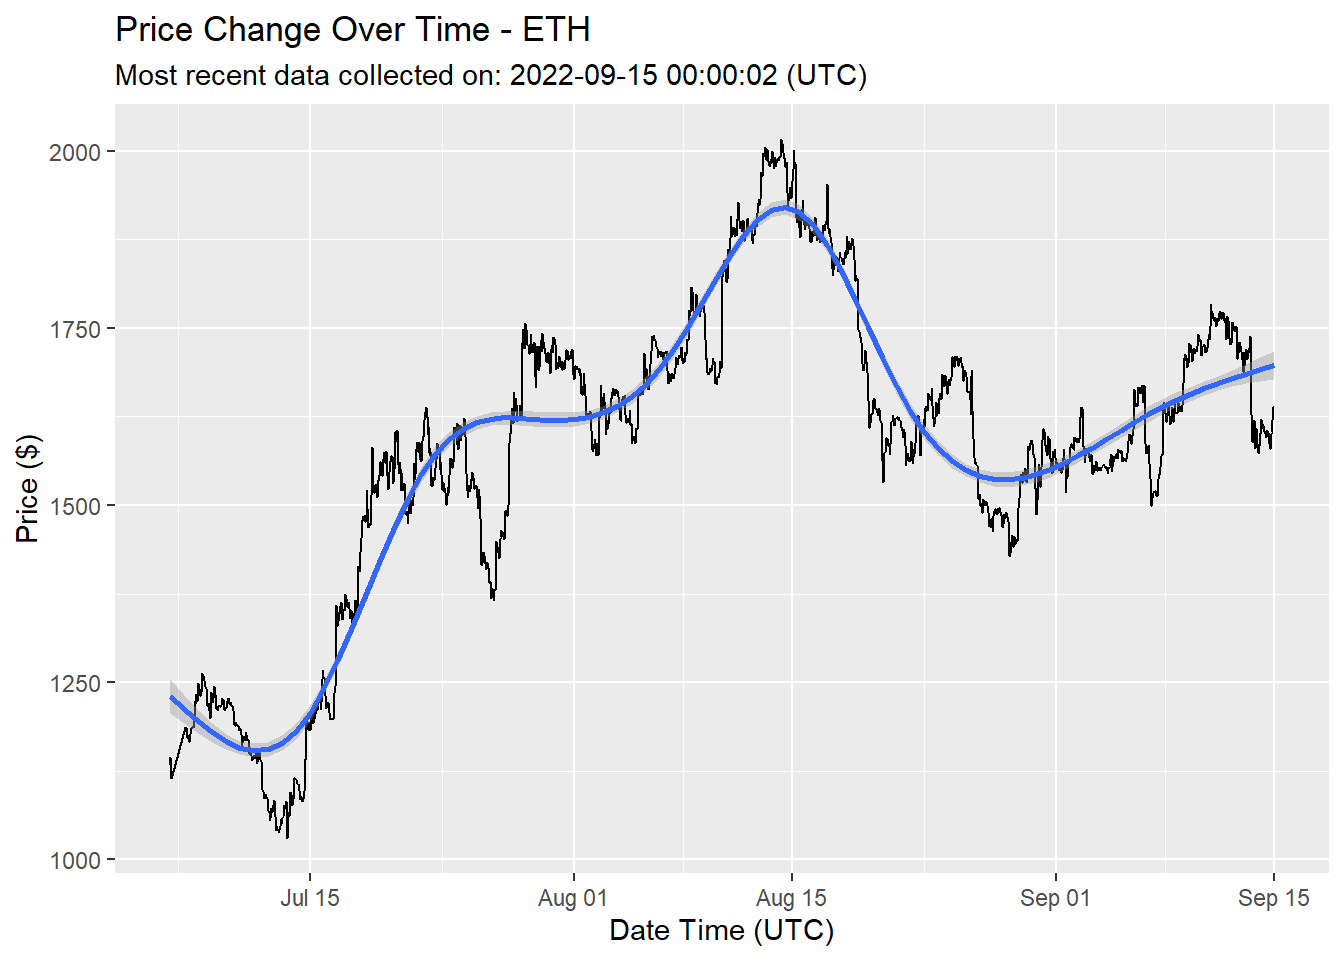 Price Change Over Time - ETH
Most recent data collected on: 2022-09-15 00:00:02 (UTC)
Price ($)
2000
1750
1500
1250
1000
Jul 15 Aug 01 Aug 15 Sep 01 Sep 15
Date Time (UTC)